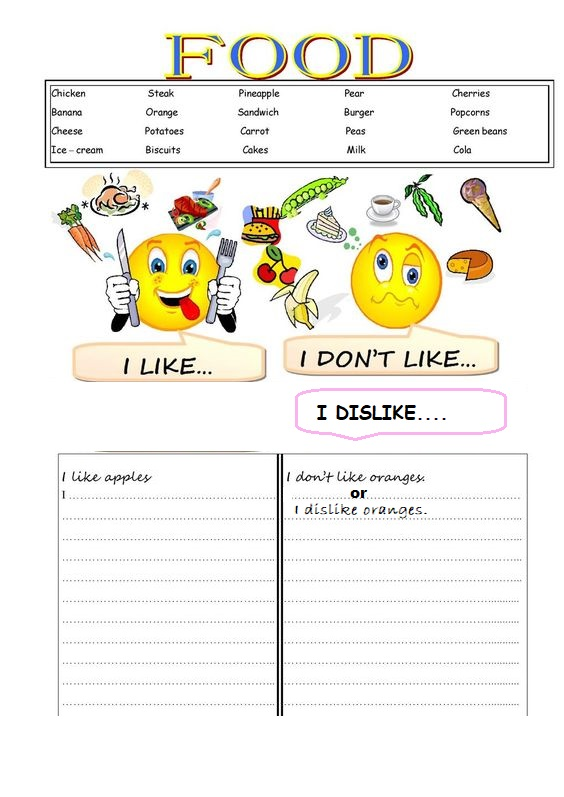 FOOD
Chicken Steak Pineapple Pear Cherries
Banana Orange Sandwich Burger Popcorns
Cheese Potatoes Carrot Peas Green beans
Ice – cream Biscuits Cakes Milk Cola
I LIKE... I DON'T LIKE...
I DISLIKE....
I like apples
I ......................................................
I don't like oranges.
or
I dislike oranges.